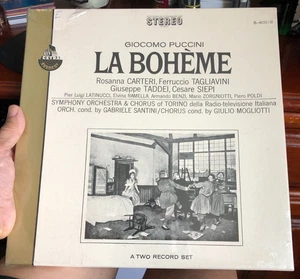 STEREO
GIOCOMO PUCCINI
LA BOHÈME
Rosanna CARTERI, Ferruccio TAGLIAVINI
Giuseppe TADDEI, Cesare SIEPI
Pier Luigi LATINUCCI, Elvina RAMELLA, Armando BENZI, Mario ZORGNIOTTI, Piero POLDI
SYMPHONY ORCHESTRA & CHORUS of TORINO della Radio-televisione Italiana
ORCH. cond. by GABRIELE SANTINI/CHORUS cond. by GIULIO MOGLIOTTI
A TWO RECORD SET